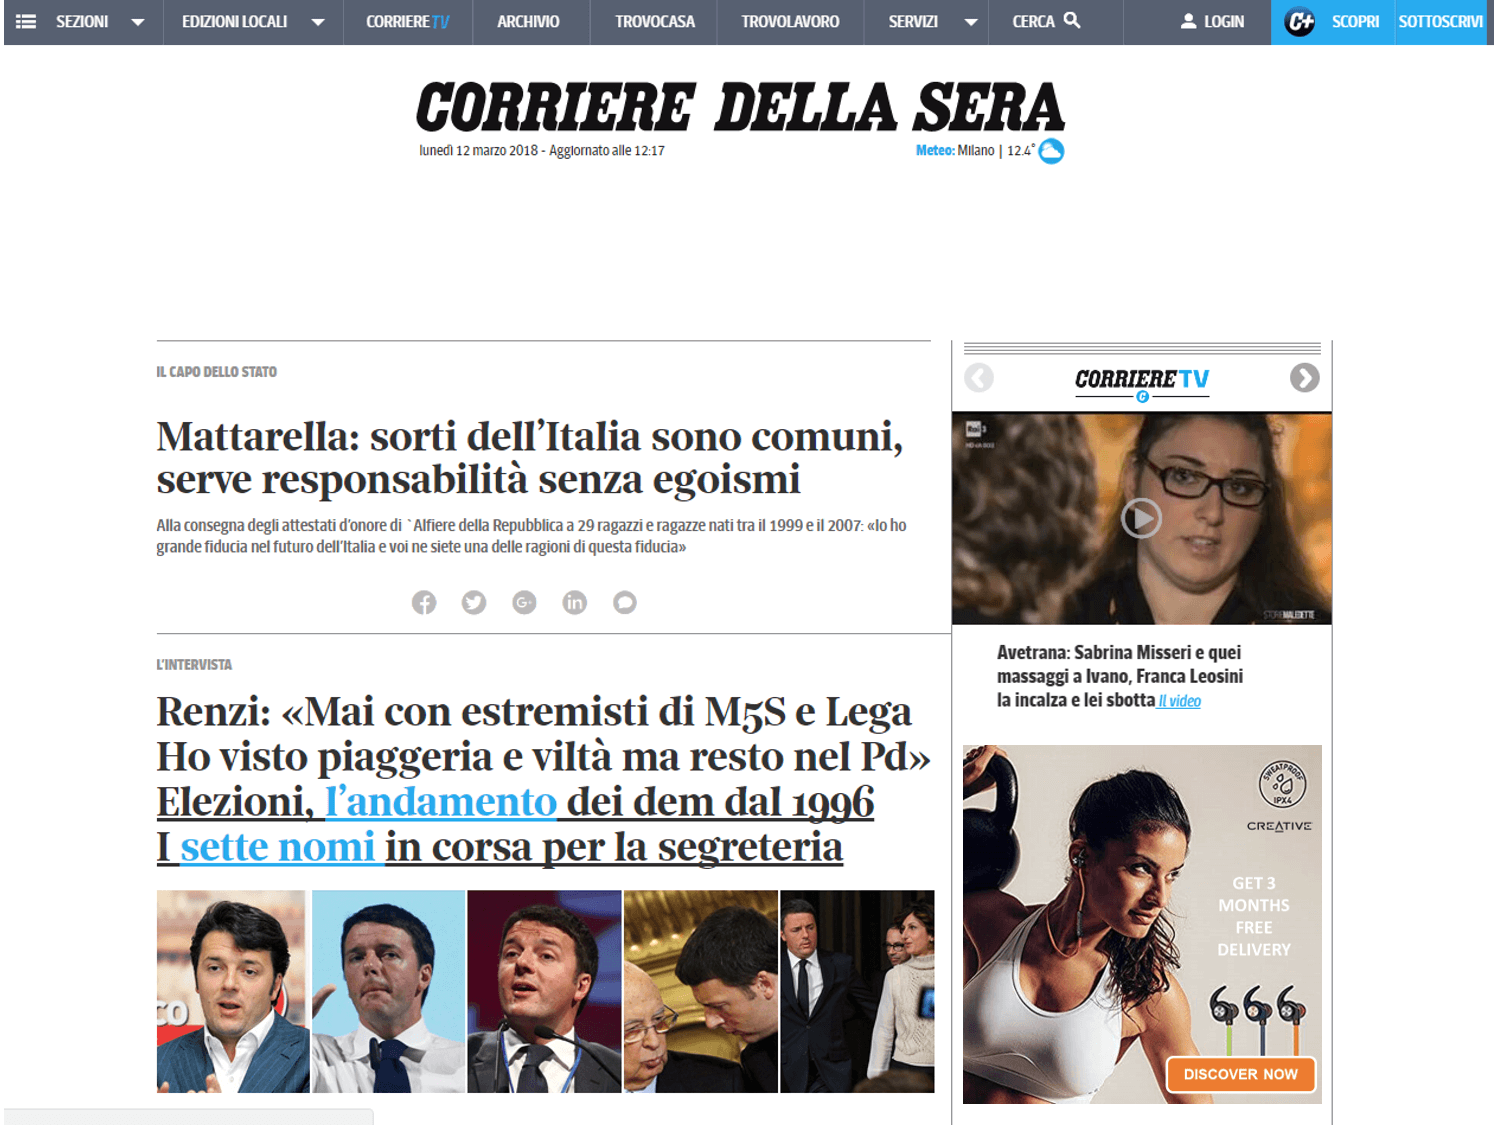 SEZIONI
EDIZIONI LOCALI
CORRIERE TV
ARCHIVIO
TROVOCASA
TROVOLAVORO
SERVIZI
CERCA
LOGIN
C+
SCOPRI
SOTTOSCRIVI
CORRIERE DELLA SERA
lunedì 12 marzo 2018 - Aggiornato alle 12:17
Meteo: Milano | 12.4°
IL CAPO DELLO STATO
Mattarella: sorti dell’Italia sono comuni,
serve responsabilità senza egoismi
Alla consegna degli attestati d’onore di `Alfiere della Repubblica a 29 ragazzi e ragazze nati tra il 1999 e il 2007: «Io ho
grande fiducia nel futuro dell’Italia e voi ne siete una delle ragioni di questa fiducia»
L’INTERVISTA
Renzi: «Mai con estremisti di M5S e Lega
Ho visto piaggeria e viltà ma resto nel Pd»
Elezioni, l’andamento dei dem dal 1996
I sette nomi in corsa per la segreteria
CO
CORRIERE TV
C
Rai 3
STORIEMALEDETTE
Avetrana: Sabrina Misseri e quei
massaggi a Ivano, Franca Leosini
la incalza e lei sbotta Il video
SWEATPROOF
IPX4
CREATIVE
GET 3
MONTHS
FREE
DELIVERY
DISCOVER NOW